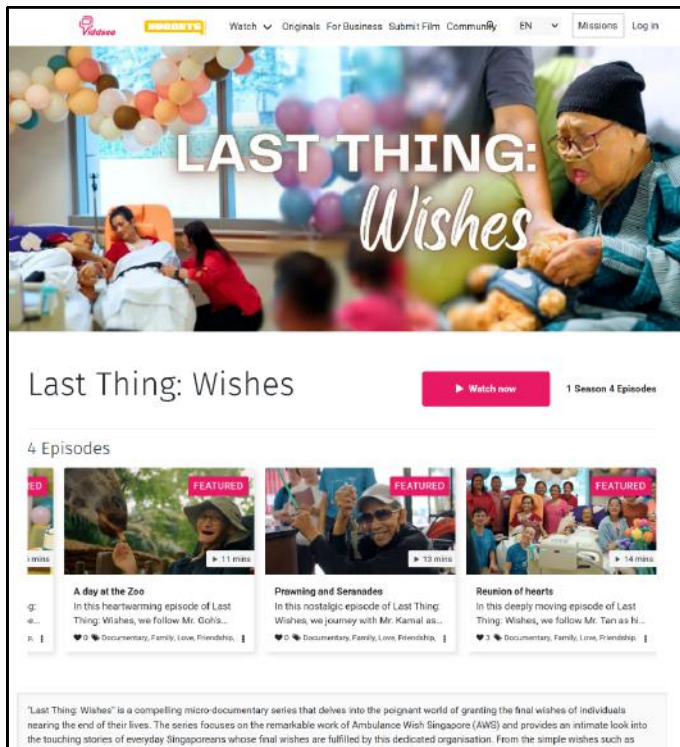 Viddsee NUGGETS Watch Originals For Business Submit Film Community EN Missions Log in
LAST THING:
Wishes
Last Thing: Wishes
Watch now
1 Season 4 Episodes
4 Episodes
FEATURED FEATURED FEATURED
mins 11 mins 13 mins 14 mins
A day at the Zoo
In this heartwarming episode of Last
Thing: Wishes, we follow Mr. Goh's...
0 Documentary, Family, Love, Friendship,
Prawning and Seranades
In this nostalgic episode of Last Thing:
Wishes, we journey with Mr. Kamal as...
0 Documentary, Family, Love, Friendship,
Reunion of hearts
In this deeply moving episode of Last
Thing: Wishes, we follow Mr. Tan as hi...
3 Documentary, Family, Love, Friendship,
"Last Thing: Wishes" is a compelling micro-documentary series that delves into the poignant world of granting the final wishes of individuals
nearing the end of their lives. The series focuses on the remarkable work of Ambulance Wish Singapore (AWS) and provides an intimate look into
the touching stories of everyday Singaporeans whose final wishes are fulfilled by this dedicated organisation. From the simple wishes such as